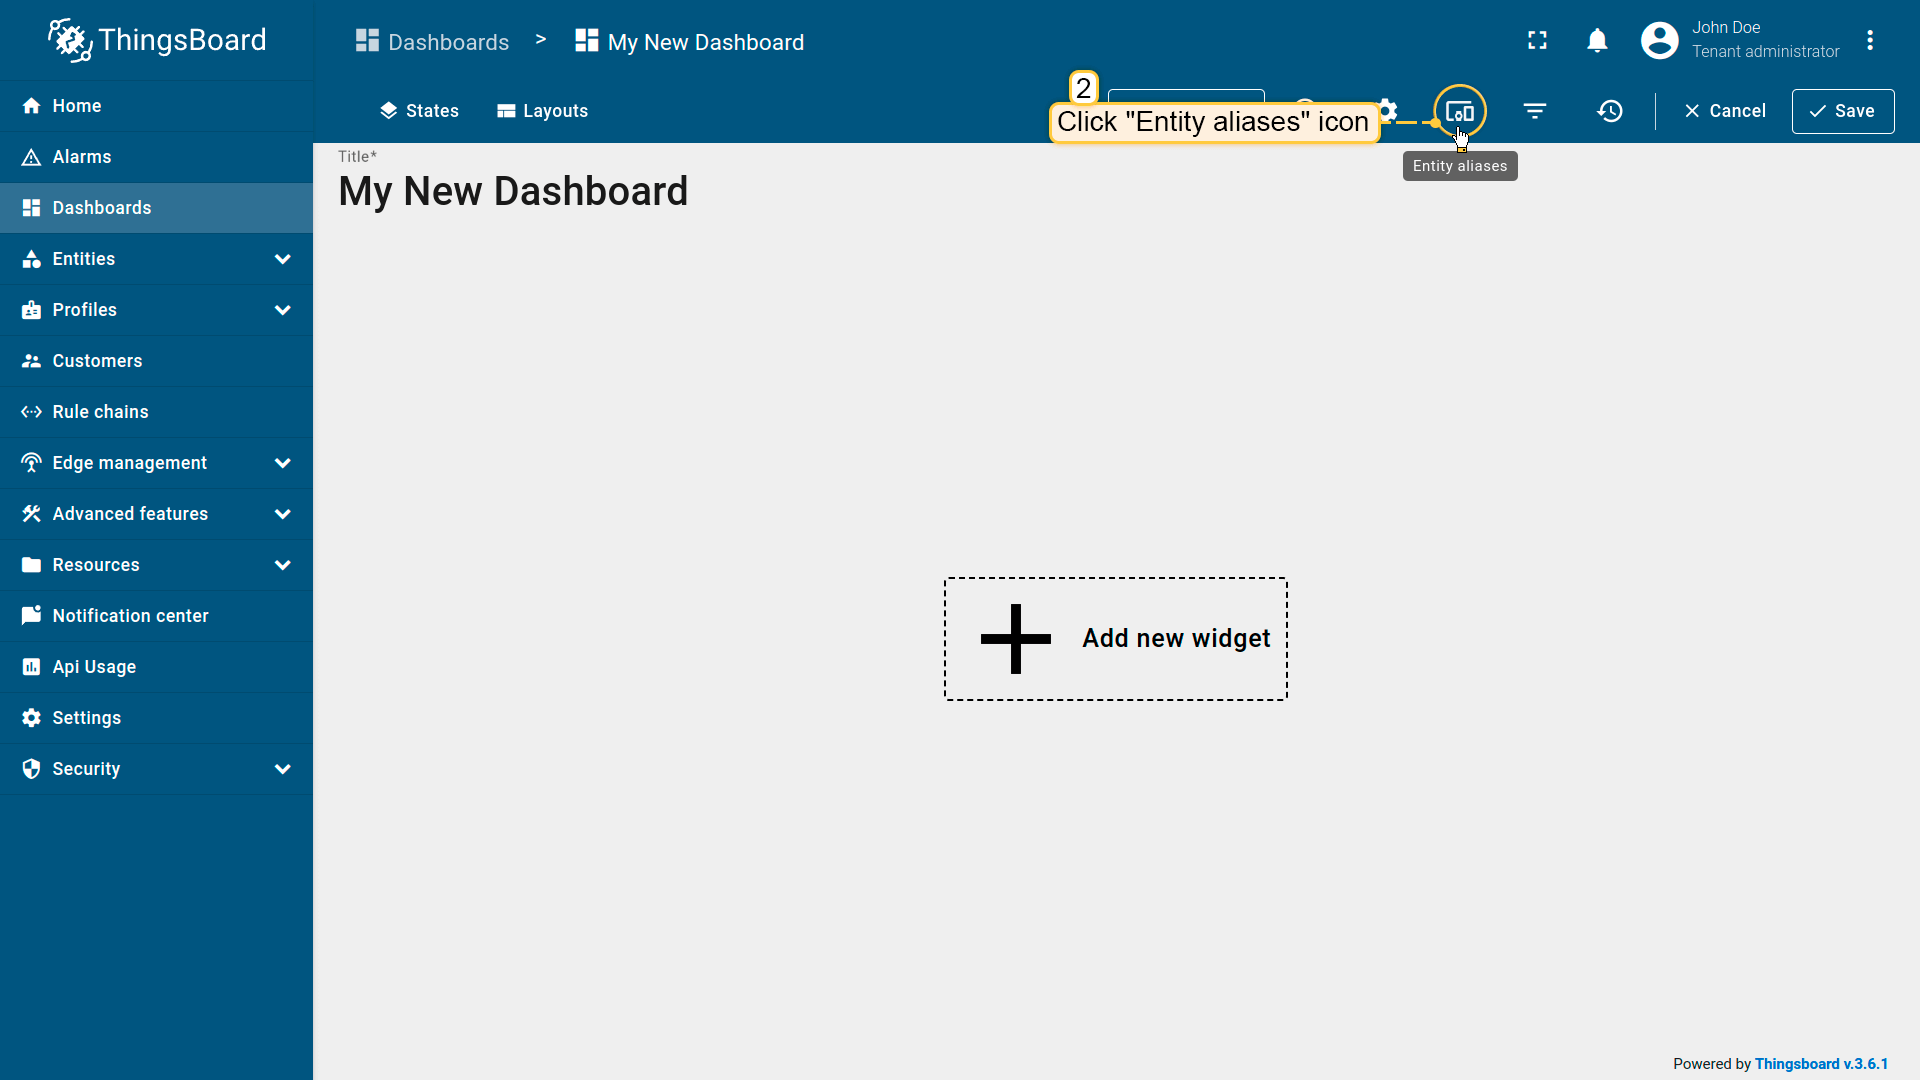 ThingsBoard
Dashboards > My New Dashboard
John Doe
Tenant administrator
States
Layouts
2
Click "Entity aliases" icon
Cancel
Save
Entity aliases
Home
Alarms
Dashboards
Entities
Profiles
Customers
Rule chains
Edge management
Advanced features
Resources
Notification center
Api Usage
Settings
Security
Title*
My New Dashboard
Add new widget
Powered by Thingsboard v.3.6.1